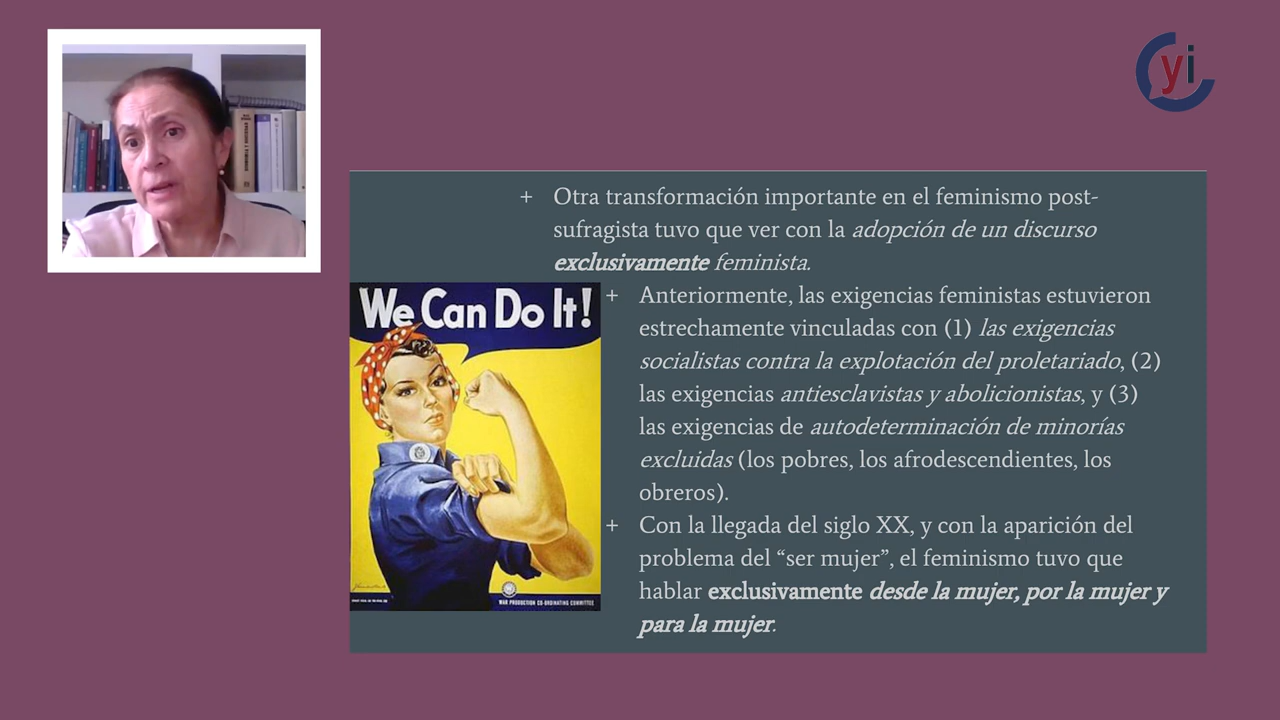 yi
+ Otra transformación importante en el feminismo post-
sufragista tuvo que ver con la adopción de un discurso
exclusivamente feminista.
We Can Do It!
+ Anteriormente, las exigencias feministas estuvieron
estrechamente vinculadas con (1) las exigencias
socialistas contra la explotación del proletariado, (2)
las exigencias antiesclavistas y abolicionistas, y (3)
las exigencias de autodeterminación de minorías
excluidas (los pobres, los afrodescendientes, los
obreros).
+ Con la llegada del siglo XX, y con la aparición del
problema del “ser mujer”, el feminismo tuvo que
hablar exclusivamente desde la mujer, por la mujer y
para la mujer.
WAR PRODUCTION CO-ORDINATING COMMITTEE